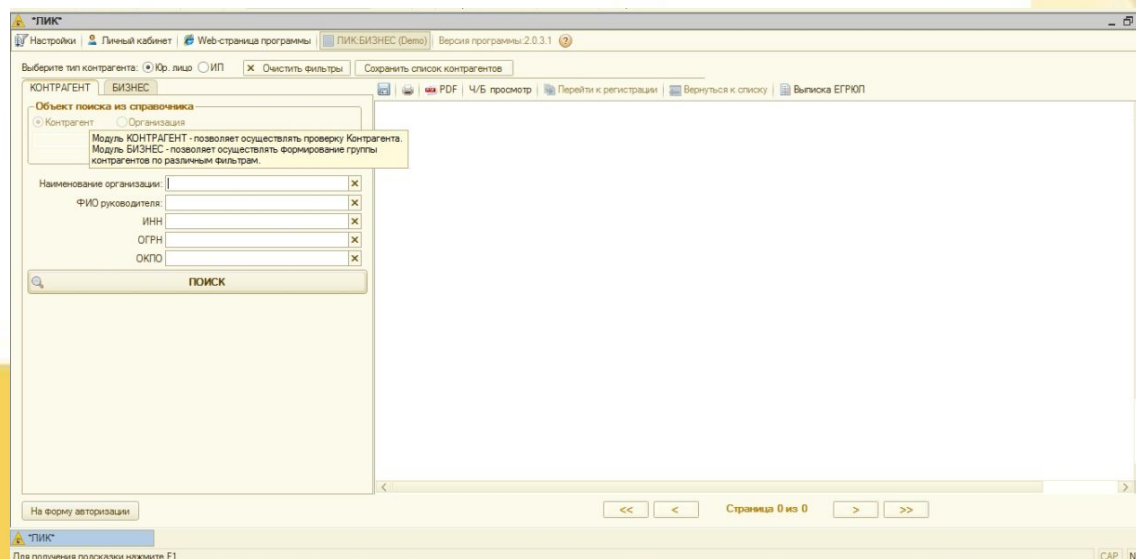 "ПИК"
Настройки Личный кабинет Web-страница программы ПИК:БИЗНЕС (Demo) Версия программы:2.0.3.1
Выберите тип контрагента: Юр. лицо ИП Очистить фильтры Сохранить список контрагентов
КОНТРАГЕНТ БИЗНЕС
PDF Ч/Б просмотр Перейти к регистрации Вернуться к списку Выписка ЕГРЮЛ
Объект поиска из справочника
Контрагент Организация
Модуль КОНТРАГЕНТ - позволяет осуществлять проверку Контрагента.
Модуль БИЗНЕС - позволяет осуществлять формирование группы
контрагентов по различным фильтрам.
Наименование организации:
ФИО руководителя:
ИНН
ОГРН
ОКПО
ПОИСК
На форму авторизации
<< < Страница 0 из 0 > >>
"ПИК"
Для получения подсказки нажмите F1
CAP N